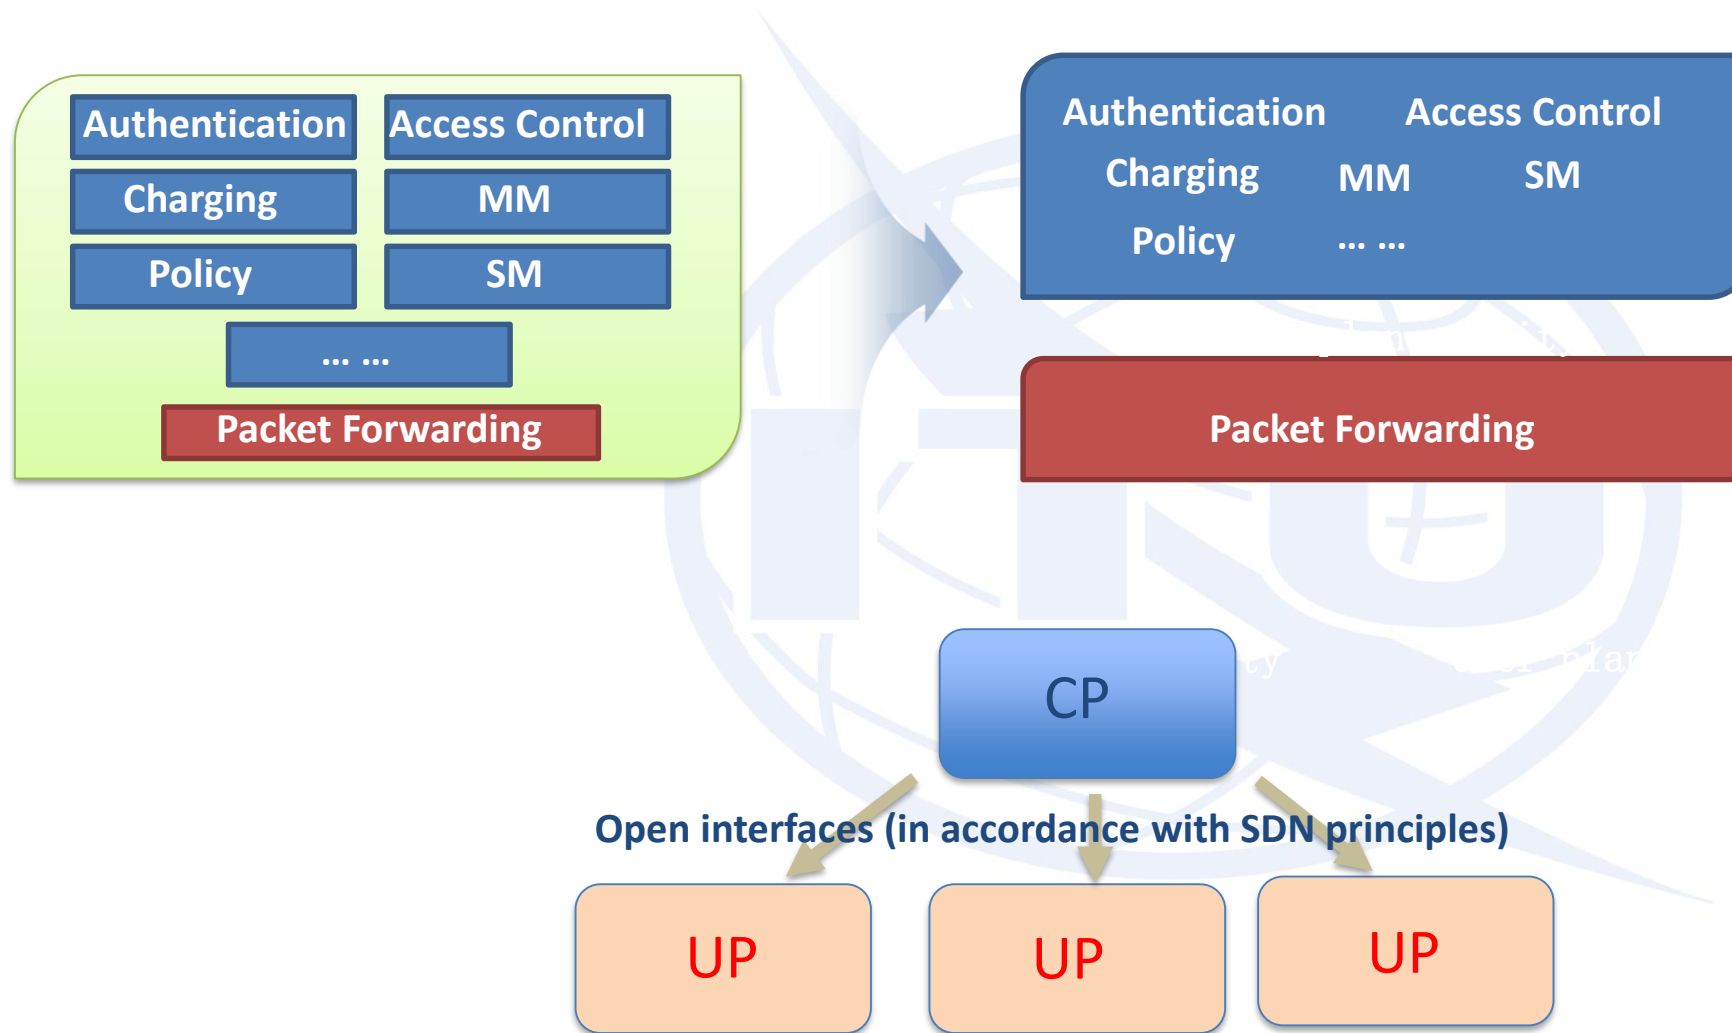 Authentication
Access Control
Charging
MM
Policy
SM
... ...
Packet Forwarding
Authentication Access Control
Charging MM SM
Policy ... ...
Packet Forwarding
ITU
CP
Open interfaces (in accordance with SDN principles)
UP
UP
UP